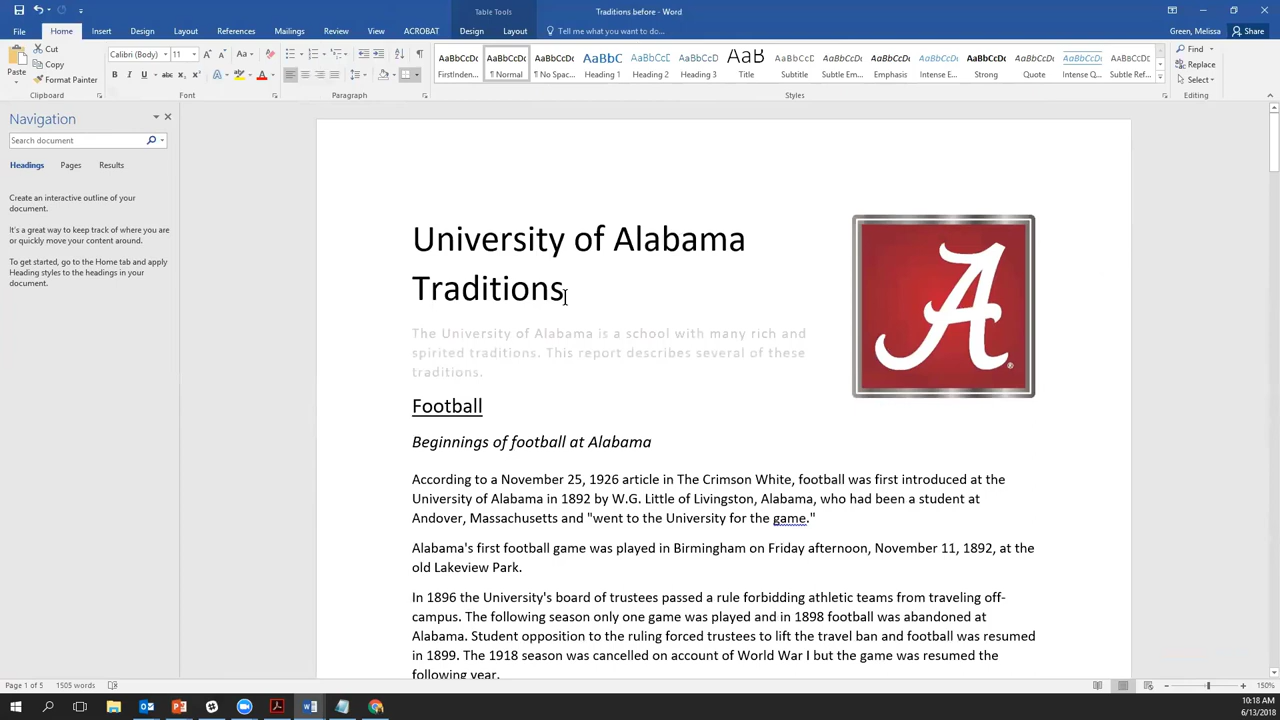 Table Tools
Traditions before - Word
Green, Melissa
Share
File Home Insert Design Layout References Mailings Review View ACROBAT Design Layout Tell me what you want to do...
Paste
Cut
Copy
Format Painter
Clipboard
Calibri (Body) 11
Font
Paragraph
AaBbCcDc AaBbCcDc AaBbCcDc AaBbC AaBbCcD AaBbCcD AaB
FirstInden... ¶ Normal ¶ No Spac... Heading 1 Heading 2 Heading 3 Title Subtitle Subtle Em... Emphasis Intense E... Strong Quote Intense Q... Subtle Ref...
Styles
Find
Replace
Select
Editing
Navigation
Search document
Headings Pages Results
Create an interactive outline of your
document.
It's a great way to keep track of where you are
or quickly move your content around.
To get started, go to the Home tab and apply
Heading styles to the headings in your
document.
University of Alabama
Traditions
The University of Alabama is a school with many rich and
spirited traditions. This report describes several of these
traditions.
A
Football
Beginnings of football at Alabama
According to a November 25, 1926 article in The Crimson White, football was first introduced at the
University of Alabama in 1892 by W.G. Little of Livingston, Alabama, who had been a student at
Andover, Massachusetts and "went to the University for the game."
Alabama's first football game was played in Birmingham on Friday afternoon, November 11, 1892, at the
old Lakeview Park.
In 1896 the University's board of trustees passed a rule forbidding athletic teams from traveling off-
campus. The following season only one game was played and in 1898 football was abandoned at
Alabama. Student opposition to the ruling forced trustees to lift the travel ban and football was resumed
in 1899. The 1918 season was cancelled on account of World War I but the game was resumed the
following year.
Page 1 of 5 1505 words
150%
10:18 AM
6/13/2018